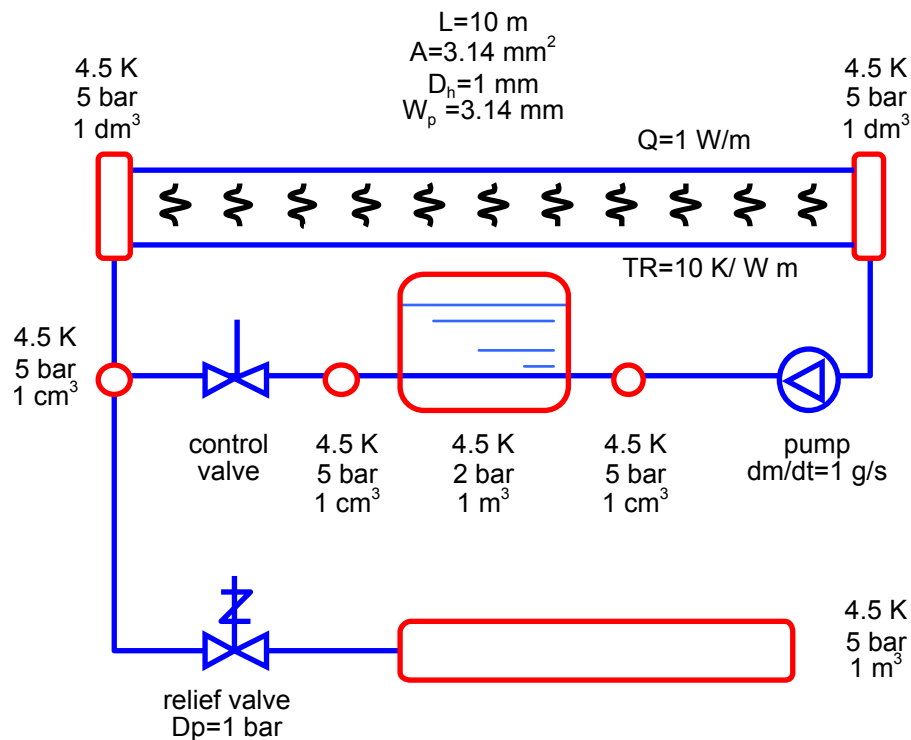 L=10 m
A=3.14 mm²
Dₕ=1 mm
Wₚ =3.14 mm
4.5 K
5 bar
1 dm³
4.5 K
5 bar
1 dm³
Q=1 W/m
TR=10 K/ W m
4.5 K
5 bar
1 cm³
control
valve
4.5 K
5 bar
1 cm³
4.5 K
2 bar
1 m³
4.5 K
5 bar
1 cm³
pump
dm/dt=1 g/s
relief valve
Dp=1 bar
4.5 K
5 bar
1 m³